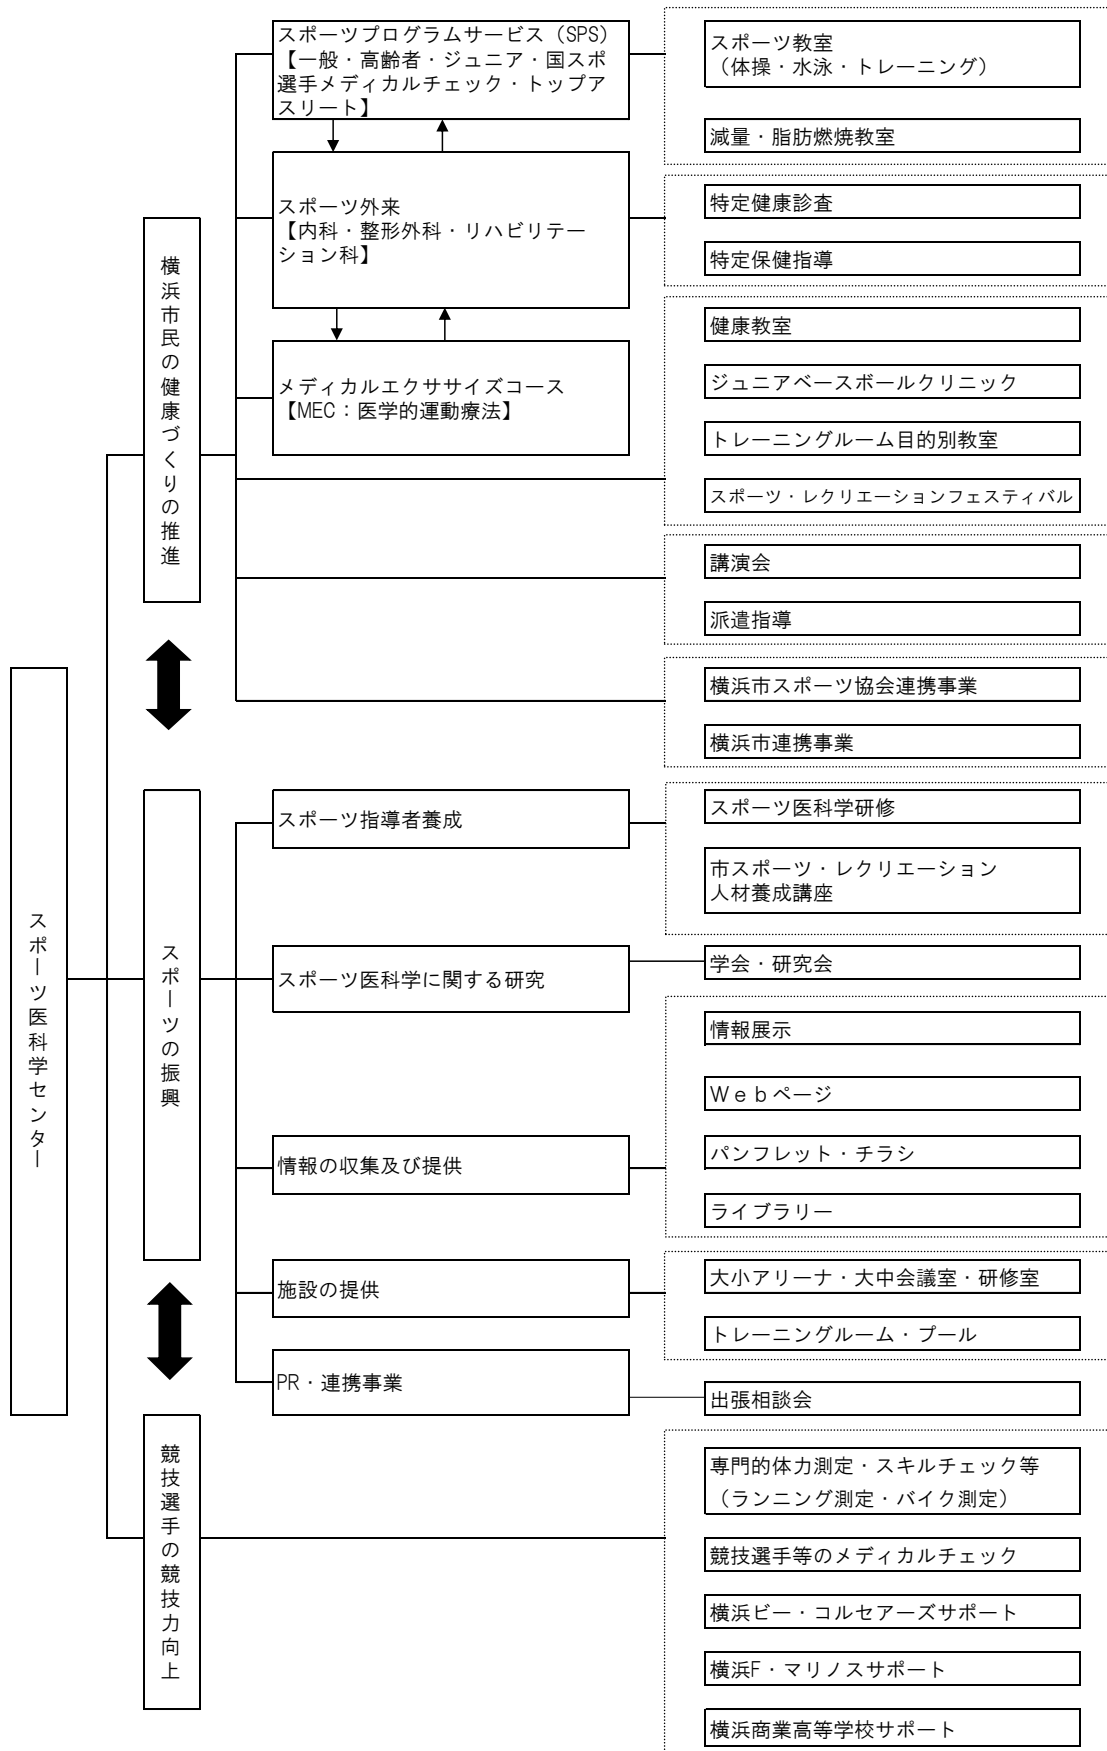 スポーツ医科学センター
横浜市民の健康づくりの推進
スポーツプログラムサービス（SPS）
【一般・高齢者・ジュニア・国スポ
選手メディカルチェック・トップア
スリート】
スポーツ教室
（体操・水泳・トレーニング）
減量・脂肪燃焼教室
スポーツ外来
【内科・整形外科・リハビリテー
ション科】
特定健康診査
特定保健指導
メディカルエクササイズコース
【MEC：医学的運動療法】
健康教室
ジュニアベースボールクリニック
トレーニングルーム目的別教室
スポーツ・レクリエーションフェスティバル
講演会
派遣指導
横浜市スポーツ協会連携事業
横浜市連携事業
スポーツの振興
スポーツ指導者養成
スポーツ医科学研修
市スポーツ・レクリエーション
人材養成講座
スポーツ医科学に関する研究
学会・研究会
情報の収集及び提供
情報展示
Ｗｅｂページ
パンフレット・チラシ
ライブラリー
施設の提供
大小アリーナ・大中会議室・研修室
トレーニングルーム・プール
PR・連携事業
出張相談会
競技選手の競技力向上
専門的体力測定・スキルチェック等
（ランニング測定・バイク測定）
競技選手等のメディカルチェック
横浜ビー・コルセアーズサポート
横浜F・マリノスサポート
横浜商業高等学校サポート